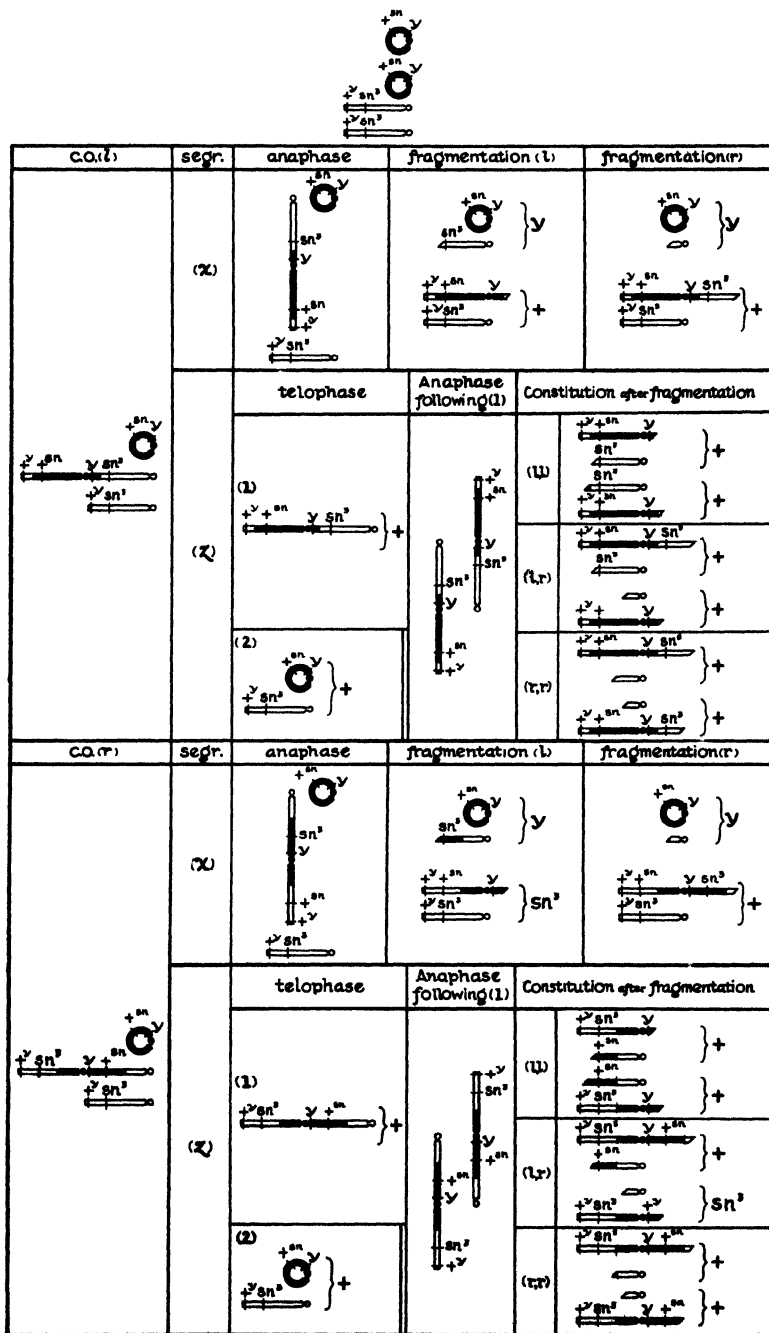 +sn y
+sn y
+y sn³
+y sn³
C.O.(l) segr. anaphase fragmentation (l) fragmentation(r)
(x)
sn³
y
+sn
+y
+y sn³
+sn y
+sn y
sn³
} y
+y +sn y
+y sn³
} +
+sn y
} y
+y +sn y sn³
+y sn³
} +
+sn y
+y +sn y sn³
+y sn³
(z)
telophase Anaphase following(1) Constitution after fragmentation
(1)
+y +sn y sn³ } +
(2)
+sn y
+y sn³ } +
+y
+sn
y
sn³
sn³
y
+sn
+y
(l,l)
+y +sn y
sn³
} +
sn³
+y +sn y
} +
(l,r)
+y +sn y sn³
sn³
} +
+y + y
} +
(r,r)
+y +sn y sn³
} +
+y +sn y sn³
} +
C.O.(r) segr. anaphase fragmentation (l) fragmentation(r)
(x)
+sn y
sn³
y
+sn
+y
+y sn³
+sn y
sn³
} y
+y +sn y
+y sn³
} sn³
+sn y
} y
+y +sn y sn³
+y sn³
} +
+sn y
+y sn³ y +sn
+y sn³
(z)
telophase Anaphase following(1) Constitution after fragmentation
(1)
+y sn³ y +sn } +
(2)
+sn y
+y sn³ } +
+y
sn³
y
+sn
+sn
y
sn³
+y
(l,l)
+y sn³ y
+sn
} +
+sn
+y sn³ y
} +
(l,r)
+y sn³ y +sn
+sn
} +
+y sn³ +y
} sn³
(r,r)
+y sn³ y +sn
} +
+y sn³ y +sn
} +